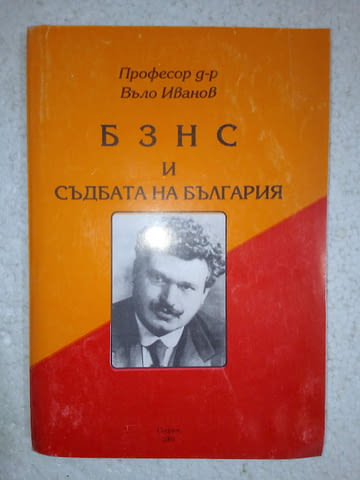 Професор д-р
Въло Иванов
БЗНС
И
СЪДБАТА НА БЪЛГАРИЯ